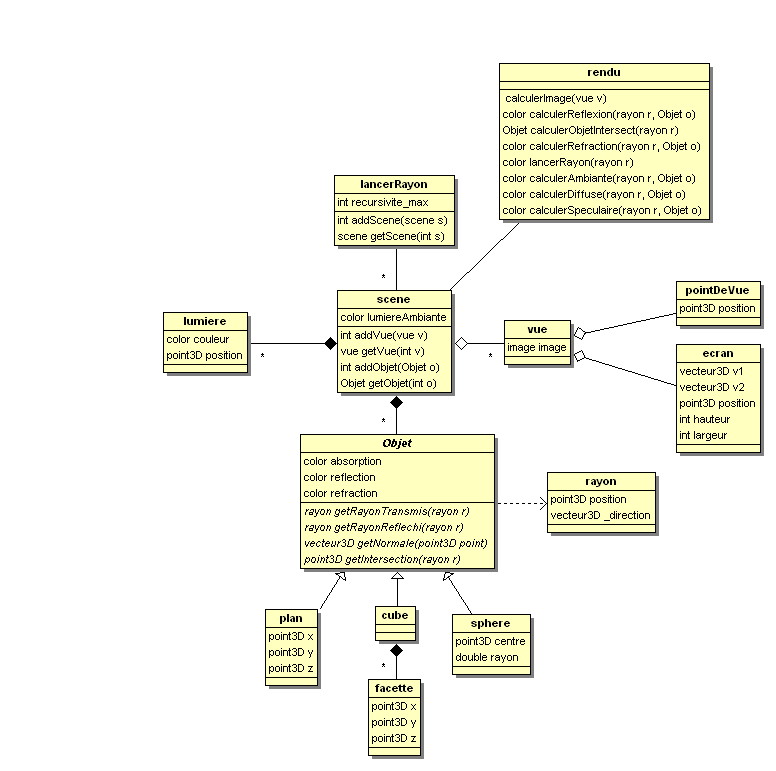 rendu
calculerImage(vue v)
color calculerReflexion(rayon r, Objet o)
Objet calculerObjetIntersect(rayon r)
color calculerRefraction(rayon r, Objet o)
color lancerRayon(rayon r)
color calculerAmbiante(rayon r, Objet o)
color calculerDiffuse(rayon r, Objet o)
color calculerSpeculaire(rayon r, Objet o)
lancerRayon
int recursivite_max
int addScene(scene s)
scene getScene(int s)
*
scene
color lumiereAmbiante
int addVue(vue v)
vue getVue(int v)
int addObjet(Objet o)
Objet getObjet(int o)
lumiere
color couleur
point3D position
*
vue
image image
*
pointDeVue
point3D position
ecran
vecteur3D v1
vecteur3D v2
point3D position
int hauteur
int largeur
*
Objet
color absorption
color reflection
color refraction
rayon getRayonTransmis(rayon r)
rayon getRayonReflechi(rayon r)
vecteur3D getNormale(point3D point)
point3D getIntersection(rayon r)
rayon
point3D position
vecteur3D _direction
plan
point3D x
point3D y
point3D z
cube
sphere
point3D centre
double rayon
*
facette
point3D x
point3D y
point3D z